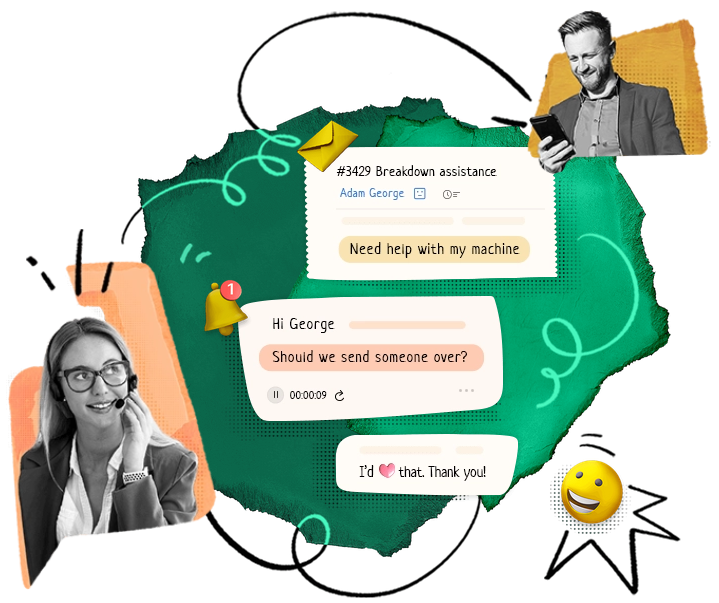 #3429 Breakdown assistance
Adam George
Need help with my machine
1
Hi George
Should we send someone over?
00:00:09
I'd that. Thank you!